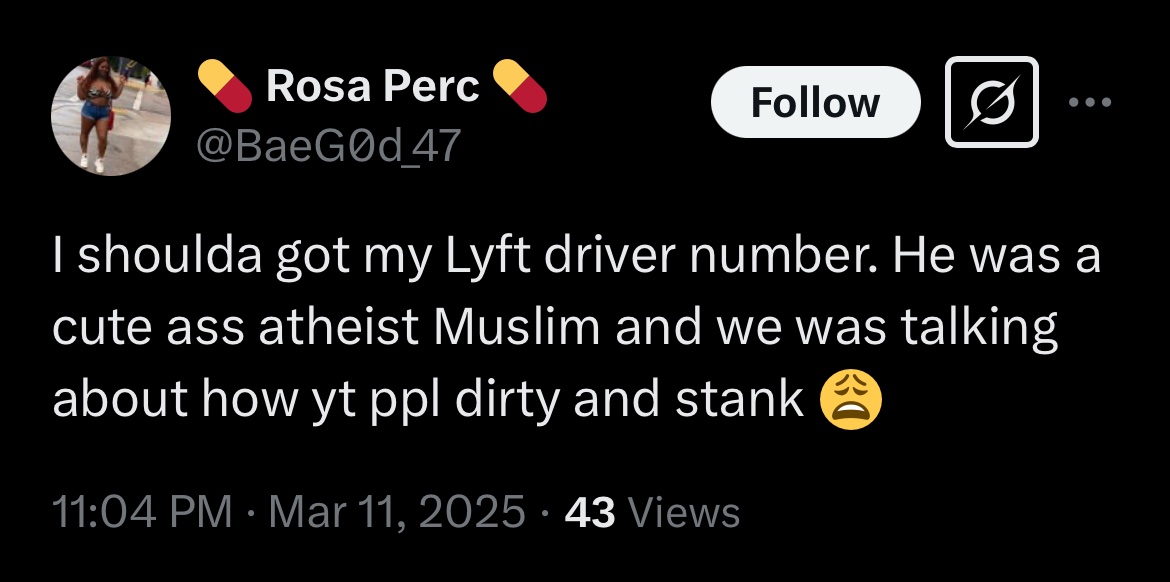 💊 Rosa Perc 💊
@BaeG0d_47
Follow
I shoulda got my Lyft driver number. He was a
cute ass atheist Muslim and we was talking
about how yt ppl dirty and stank 😩
11:04 PM · Mar 11, 2025 · 43 Views